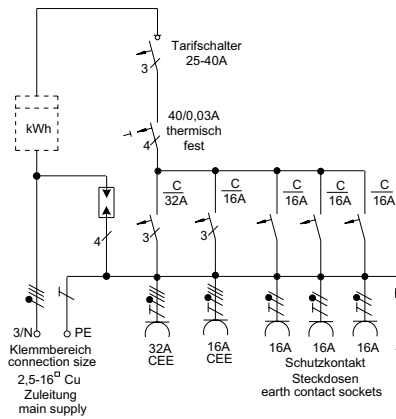 Tarifschalter
25-40A
3
kWh
40/0,03A
thermisch
fest
4
C
32A
C
16A
C
16A
C
16A
C
16A
3
3
4
3/N
PE
32A
CEE
16A
CEE
16A
16A
16A
Klemmbereich
connection size
2,5-16□ Cu
Zuleitung
main supply
Schutzkontakt
Steckdosen
earth contact sockets